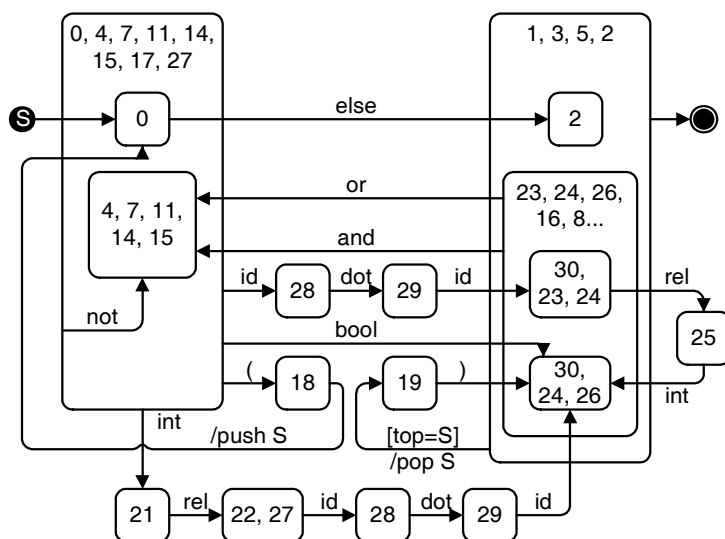 0, 4, 7, 11, 14,
15, 17, 27
1, 3, 5, 2
S
0
else
2
or
4, 7, 11,
14, 15
23, 24, 26,
16, 8...
and
id
28
dot
29
id
30,
23, 24
rel
not
bool
25
(
18
19
)
30,
24, 26
int
int
/push S
[top=S]
/pop S
21
rel
22, 27
id
28
dot
29
id